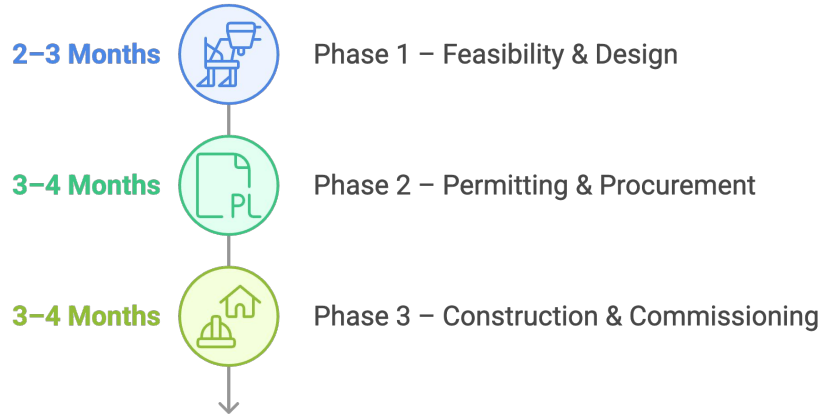 2–3 Months
Phase 1 – Feasibility & Design
3–4 Months
PL
Phase 2 – Permitting & Procurement
3–4 Months
Phase 3 – Construction & Commissioning